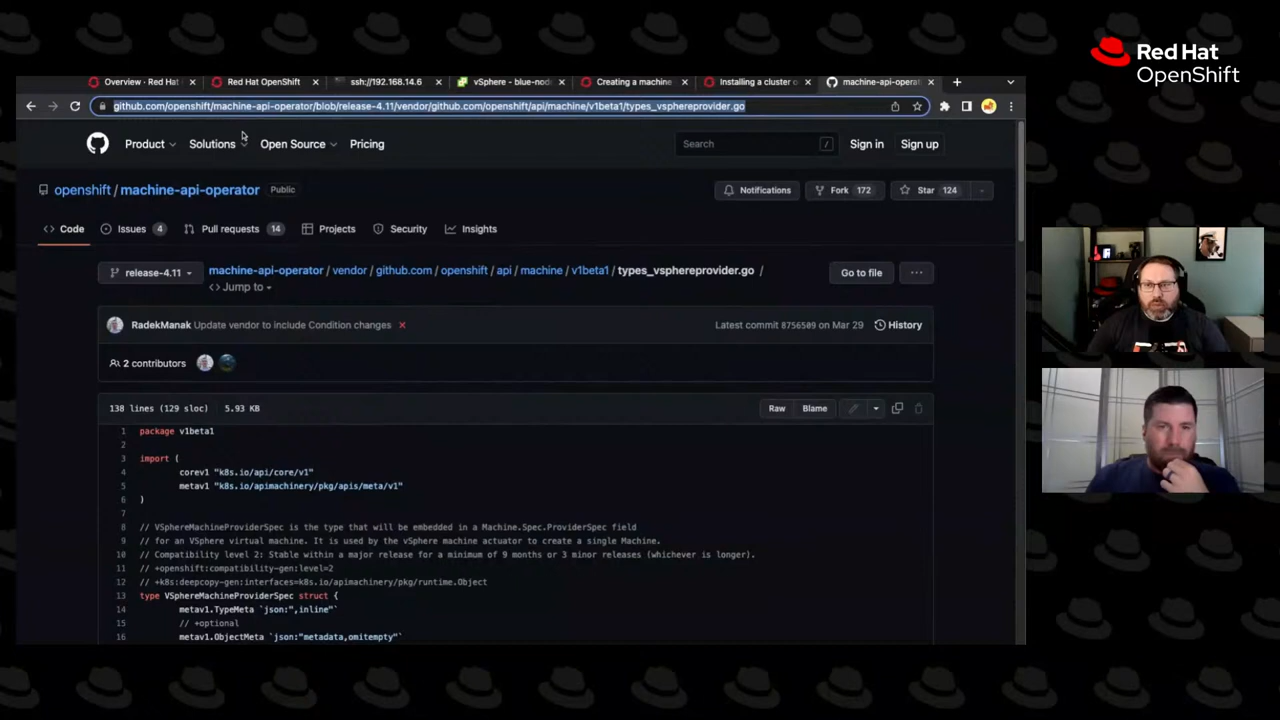 Red Hat
OpenShift
Overview · Red Hat
Red Hat OpenShift
ssh://192.168.14.6
vSphere - blue-node
Creating a machine
Installing a cluster o
machine-api-operat
github.com/openshift/machine-api-operator/blob/release-4.11/vendor/github.com/openshift/api/machine/v1beta1/types_vsphereprovider.go
Product
Solutions
Open Source
Pricing
Search
/
Sign in
Sign up
openshift / machine-api-operator Public
Notifications
Fork 172
Star 124
Code
Issues 4
Pull requests 14
Projects
Security
Insights
release-4.11
machine-api-operator / vendor / github.com / openshift / api / machine / v1beta1 / types_vsphereprovider.go /
<> Jump to
Go to file
...
RadekManak Update vendor to include Condition changes
Latest commit 8756509 on Mar 29
History
2 contributors
138 lines (129 sloc) 5.93 KB
Raw
Blame
1 package v1beta1
2
3 import (
4 corev1 "k8s.io/api/core/v1"
5 metav1 "k8s.io/apimachinery/pkg/apis/meta/v1"
6 )
7
8 // VSphereMachineProviderSpec is the type that will be embedded in a Machine.Spec.ProviderSpec field
9 // for an VSphere virtual machine. It is used by the vSphere machine actuator to create a single Machine.
10 // Compatibility level 2: Stable within a major release for a minimum of 9 months or 3 minor releases (whichever is longer).
11 // +openshift:compatibility-gen:level=2
12 // +k8s:deepcopy-gen:interfaces=k8s.io/apimachinery/pkg/runtime.Object
13 type VSphereMachineProviderSpec struct {
14 metav1.TypeMeta `json:",inline"`
15 // +optional
16 metav1.ObjectMeta `json:"metadata,omitempty"`